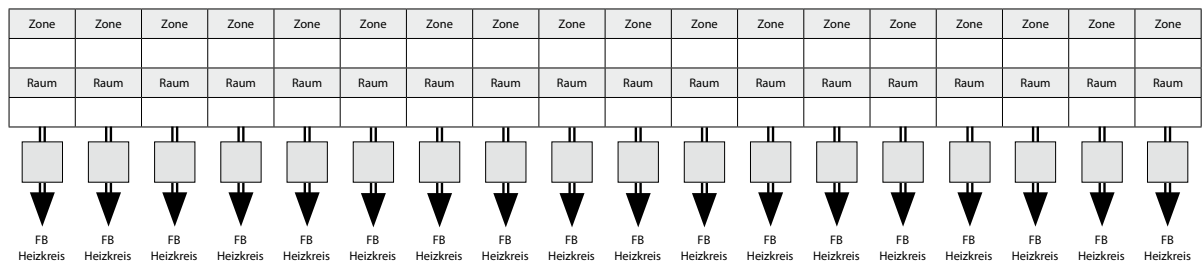 Zone Zone Zone Zone Zone Zone Zone Zone Zone Zone Zone Zone Zone Zone Zone Zone Zone Zone
Raum Raum Raum Raum Raum Raum Raum Raum Raum Raum Raum Raum Raum Raum Raum Raum Raum Raum
FB FB FB FB FB FB FB FB FB FB FB FB FB FB FB FB FB FB
Heizkreis Heizkreis Heizkreis Heizkreis Heizkreis Heizkreis Heizkreis Heizkreis Heizkreis Heizkreis Heizkreis Heizkreis Heizkreis Heizkreis Heizkreis Heizkreis Heizkreis Heizkreis